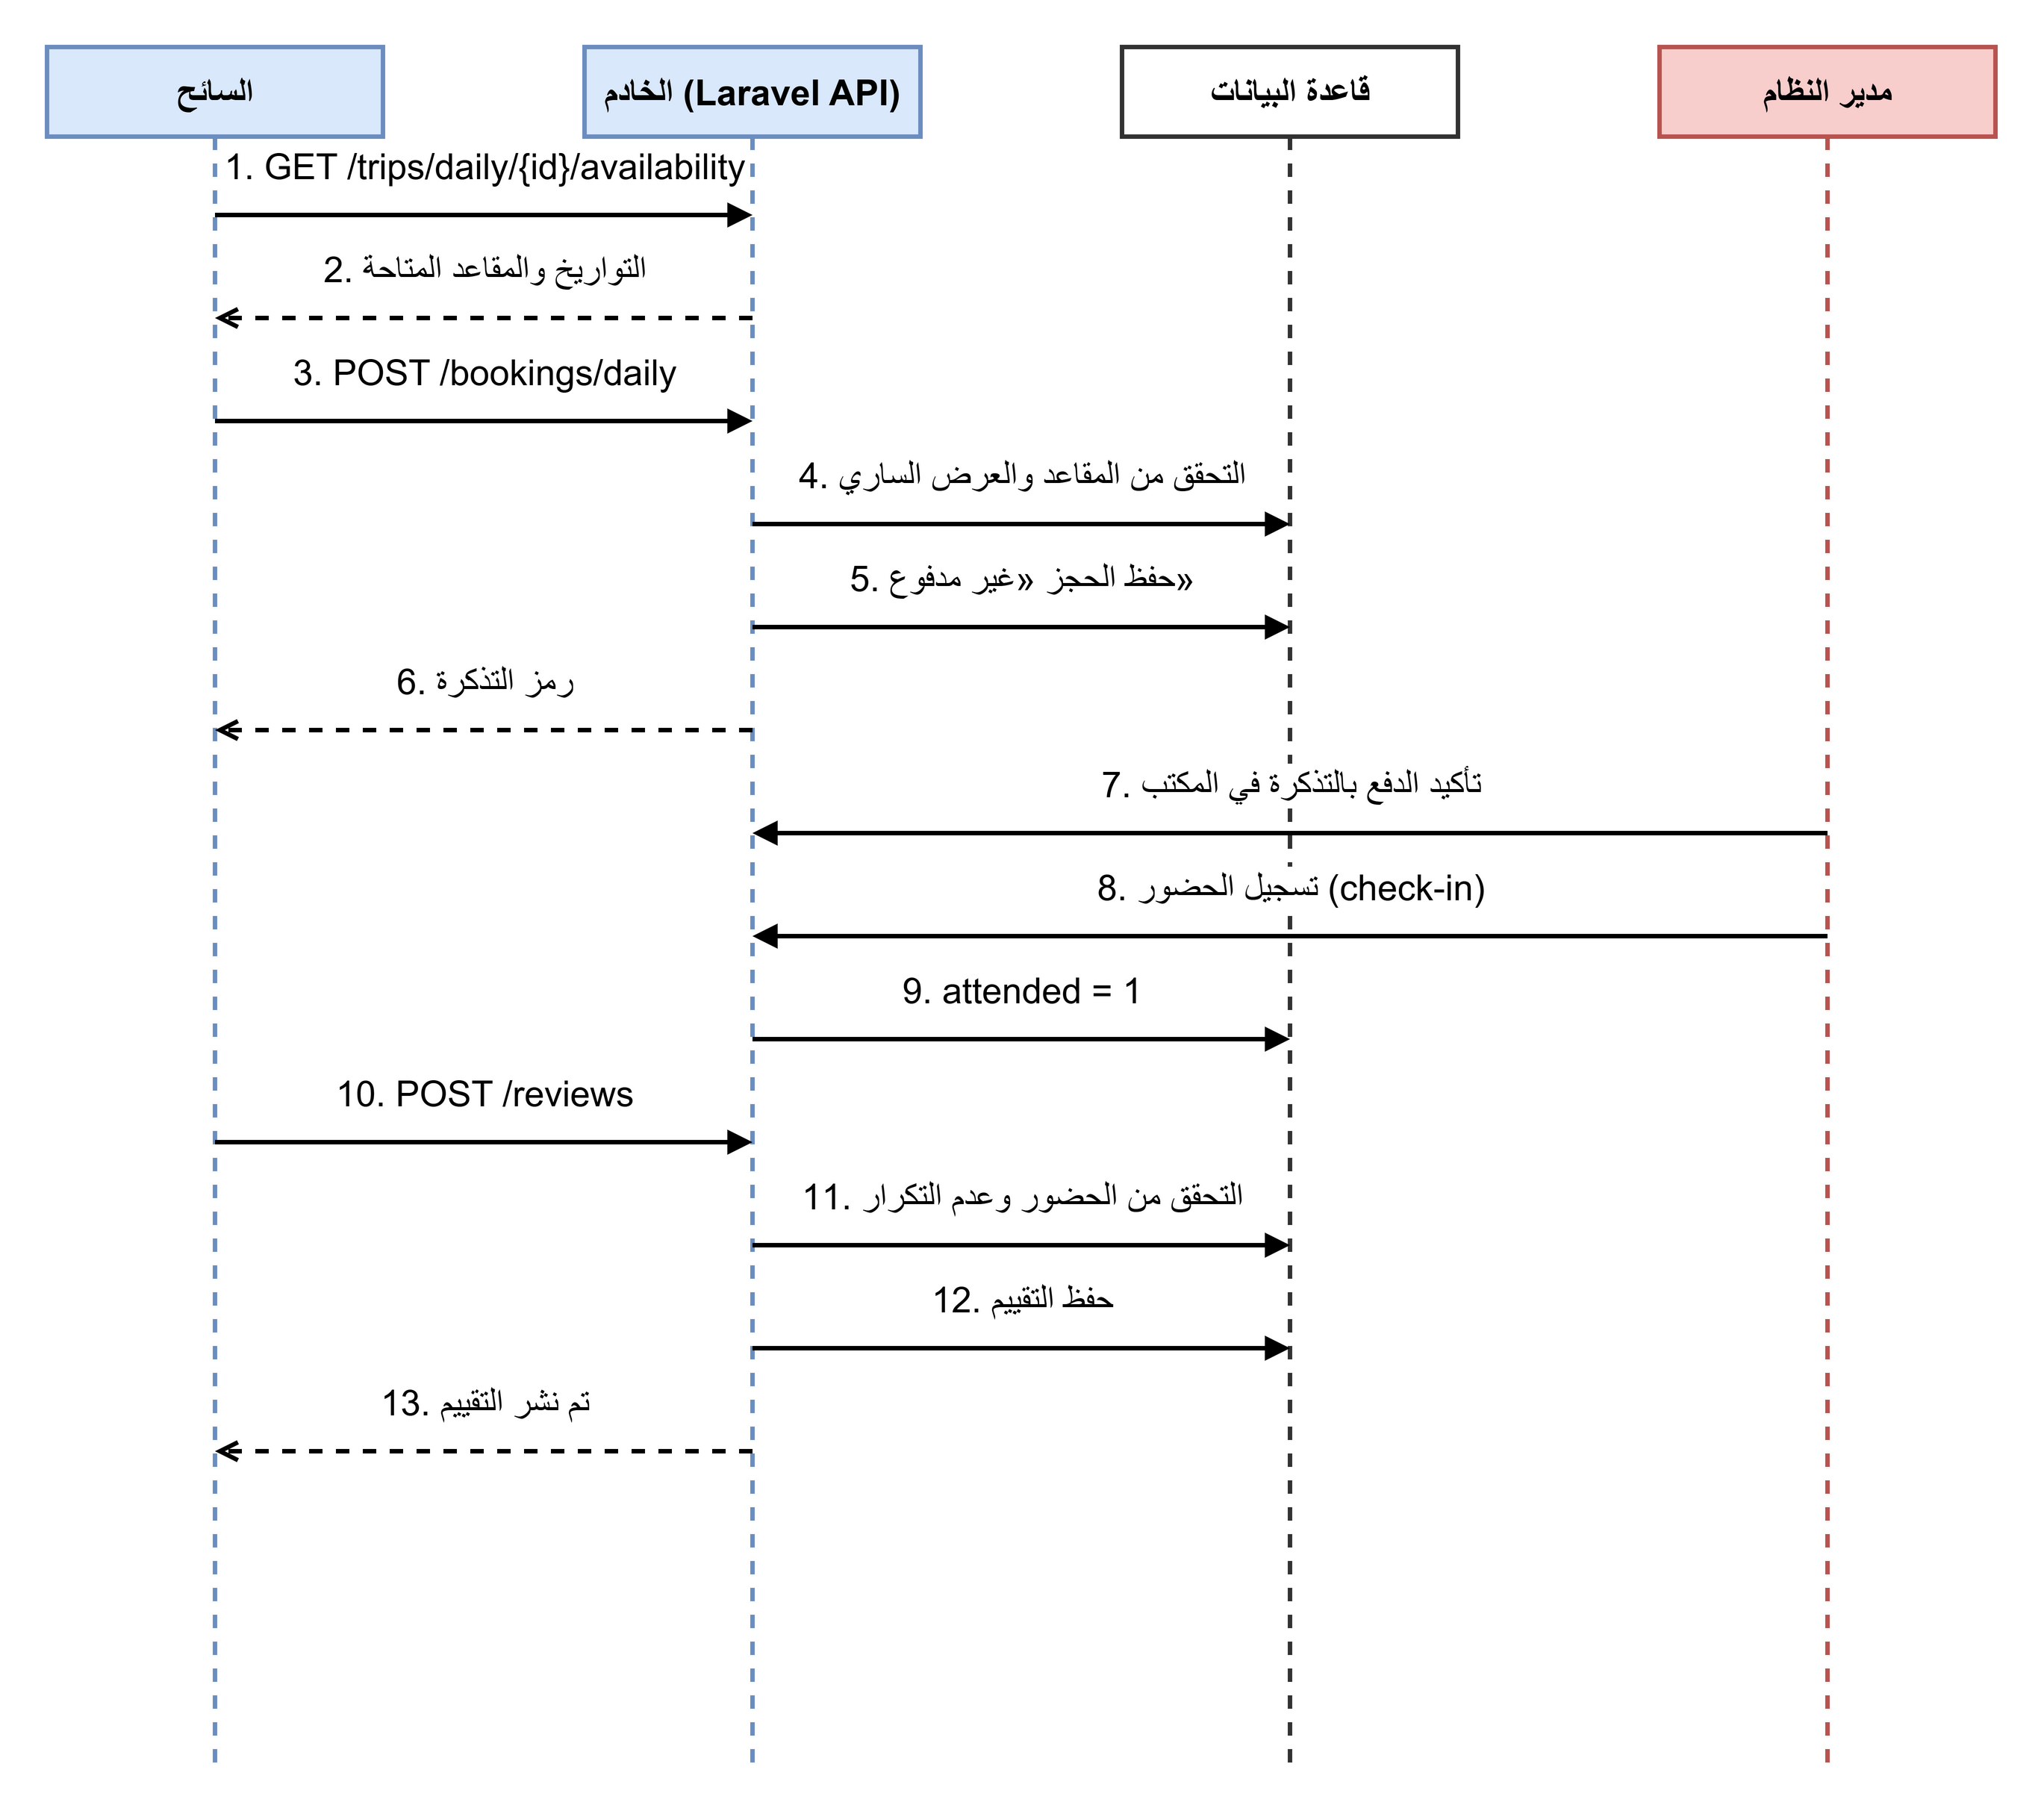 السائح
الخادم (Laravel API)
قاعدة البيانات
مدير النظام
1. GET /trips/daily/{id}/availability
2. التواريخ والمقاعد المتاحة
3. POST /bookings/daily
4. التحقق من المقاعد والعرض الساري
5. حفظ الحجز «غير مدفوع»
6. رمز التذكرة
7. تأكيد الدفع بالتذكرة في المكتب
8. تسجيل الحضور (check-in)
9. attended = 1
10. POST /reviews
11. التحقق من الحضور وعدم التكرار
12. حفظ التقييم
13. تم نشر التقييم